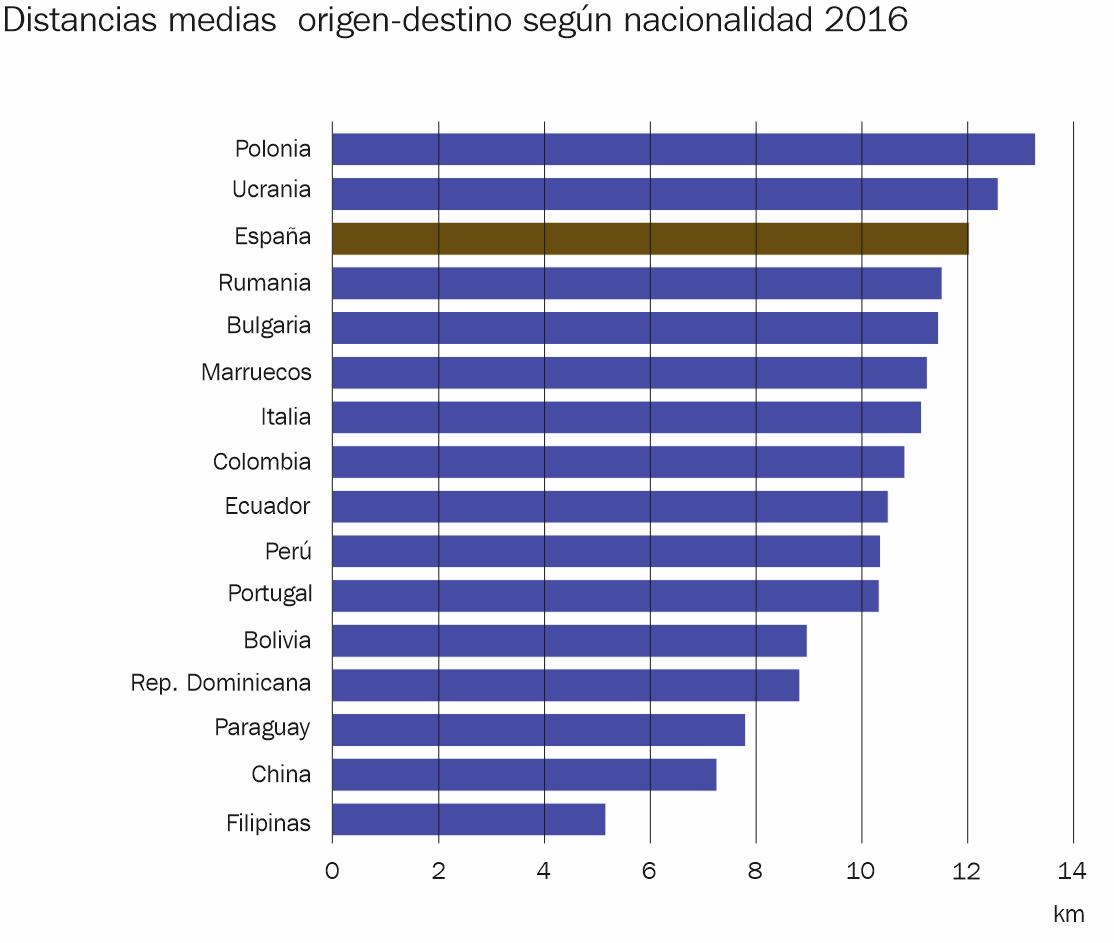 Distancias medias  origen-destino según nacionalidad 2016
Polonia
Ucrania
España
Rumania
Bulgaria
Marruecos
Italia
Colombia
Ecuador
Perú
Portugal
Bolivia
Rep. Dominicana
Paraguay
China
Filipinas
0 2 4 6 8 10 12 14
km